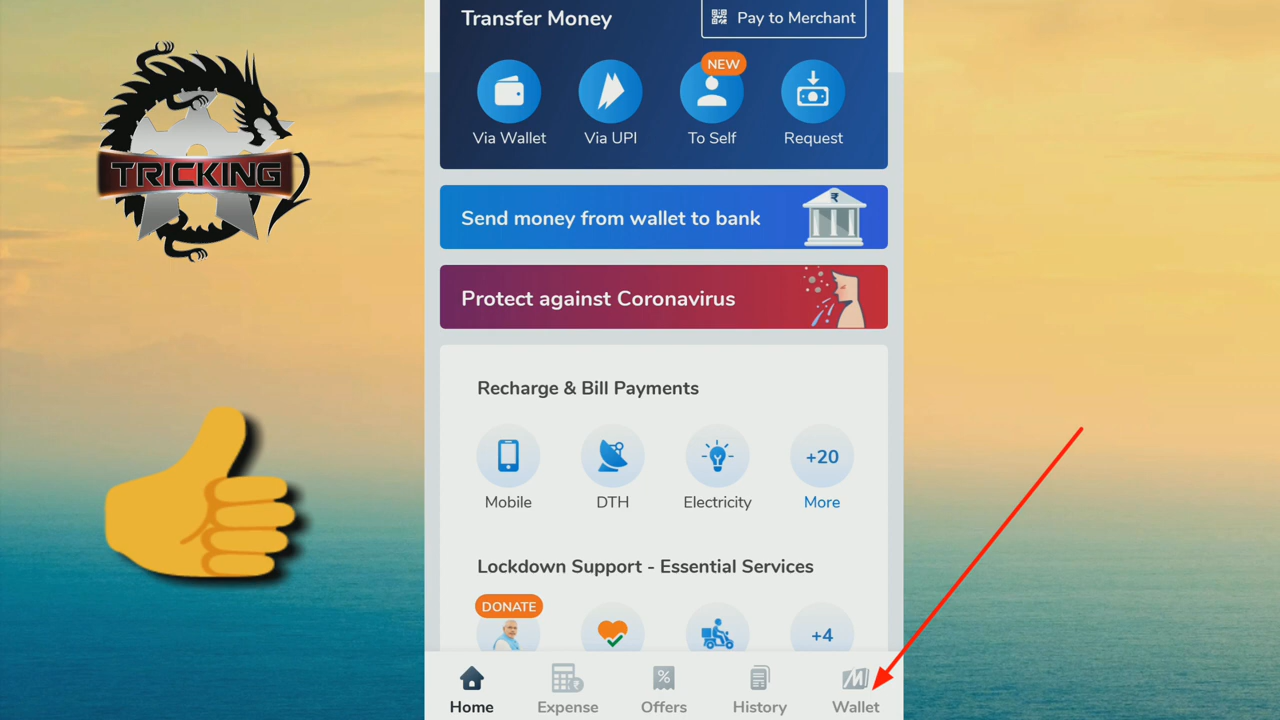 TRICKING
Transfer Money
Pay to Merchant
NEW
Via Wallet
Via UPI
To Self
Request
Send money from wallet to bank
₹
Protect against Coronavirus
Recharge & Bill Payments
+20
Mobile
DTH
Electricity
More
Lockdown Support - Essential Services
DONATE
+4
Home
Expense
Offers
History
Wallet